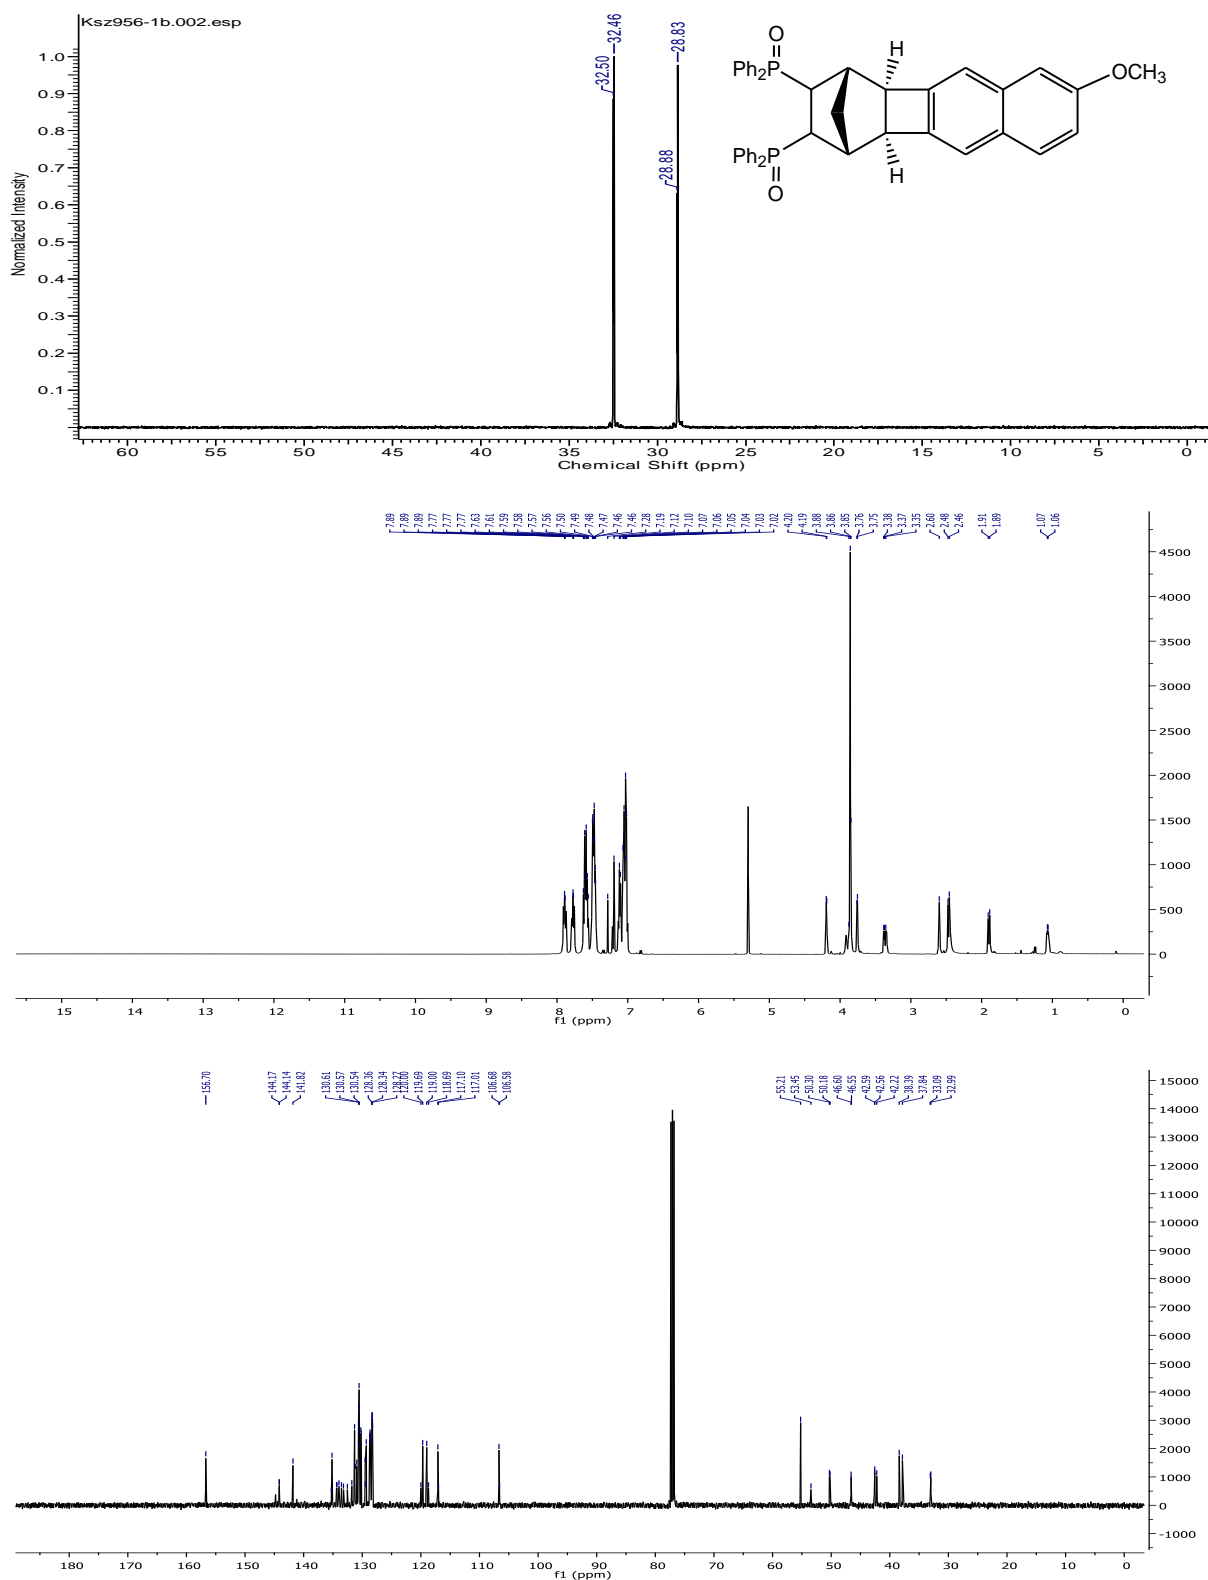 Ksz956-1b.002.esp
32.50
32.46
28.88
28.83
O
Ph2P
H
OCH3
Ph2P
O
H
Normalized Intensity
1.0
0.9
0.8
0.7
0.6
0.5
0.4
0.3
0.2
0.1
60 55 50 45 40 35 30 25 20 15 10 5 0
Chemical Shift (ppm)
7.89 7.89 7.89 7.77 7.77 7.77 7.63 7.61 7.59 7.58 7.57 7.56 7.50 7.49 7.48 7.47 7.46 7.46 7.28 7.19 7.12 7.10 7.07 7.06 7.05 7.04 7.03 7.02 4.20 4.19 3.88 3.86 3.85 3.76 3.75 3.38 3.37 3.35 2.60 2.48 2.46 1.91 1.89 1.07 1.06
4500
4000
3500
3000
2500
2000
1500
1000
500
0
15 14 13 12 11 10 9 8 7 6 5 4 3 2 1 0
f1 (ppm)
156.70 144.17 144.14 141.82 130.61 130.57 130.54 128.36 128.34 128.27 120.00 119.69 119.00 118.69 117.10 117.01 106.68 106.58 55.21 53.45 50.30 50.18 46.60 46.55 42.59 42.56 42.22 38.39 37.84 33.09 32.99
15000
14000
13000
12000
11000
10000
9000
8000
7000
6000
5000
4000
3000
2000
1000
0
-1000
180 170 160 150 140 130 120 110 100 90 80 70 60 50 40 30 20 10 0
f1 (ppm)